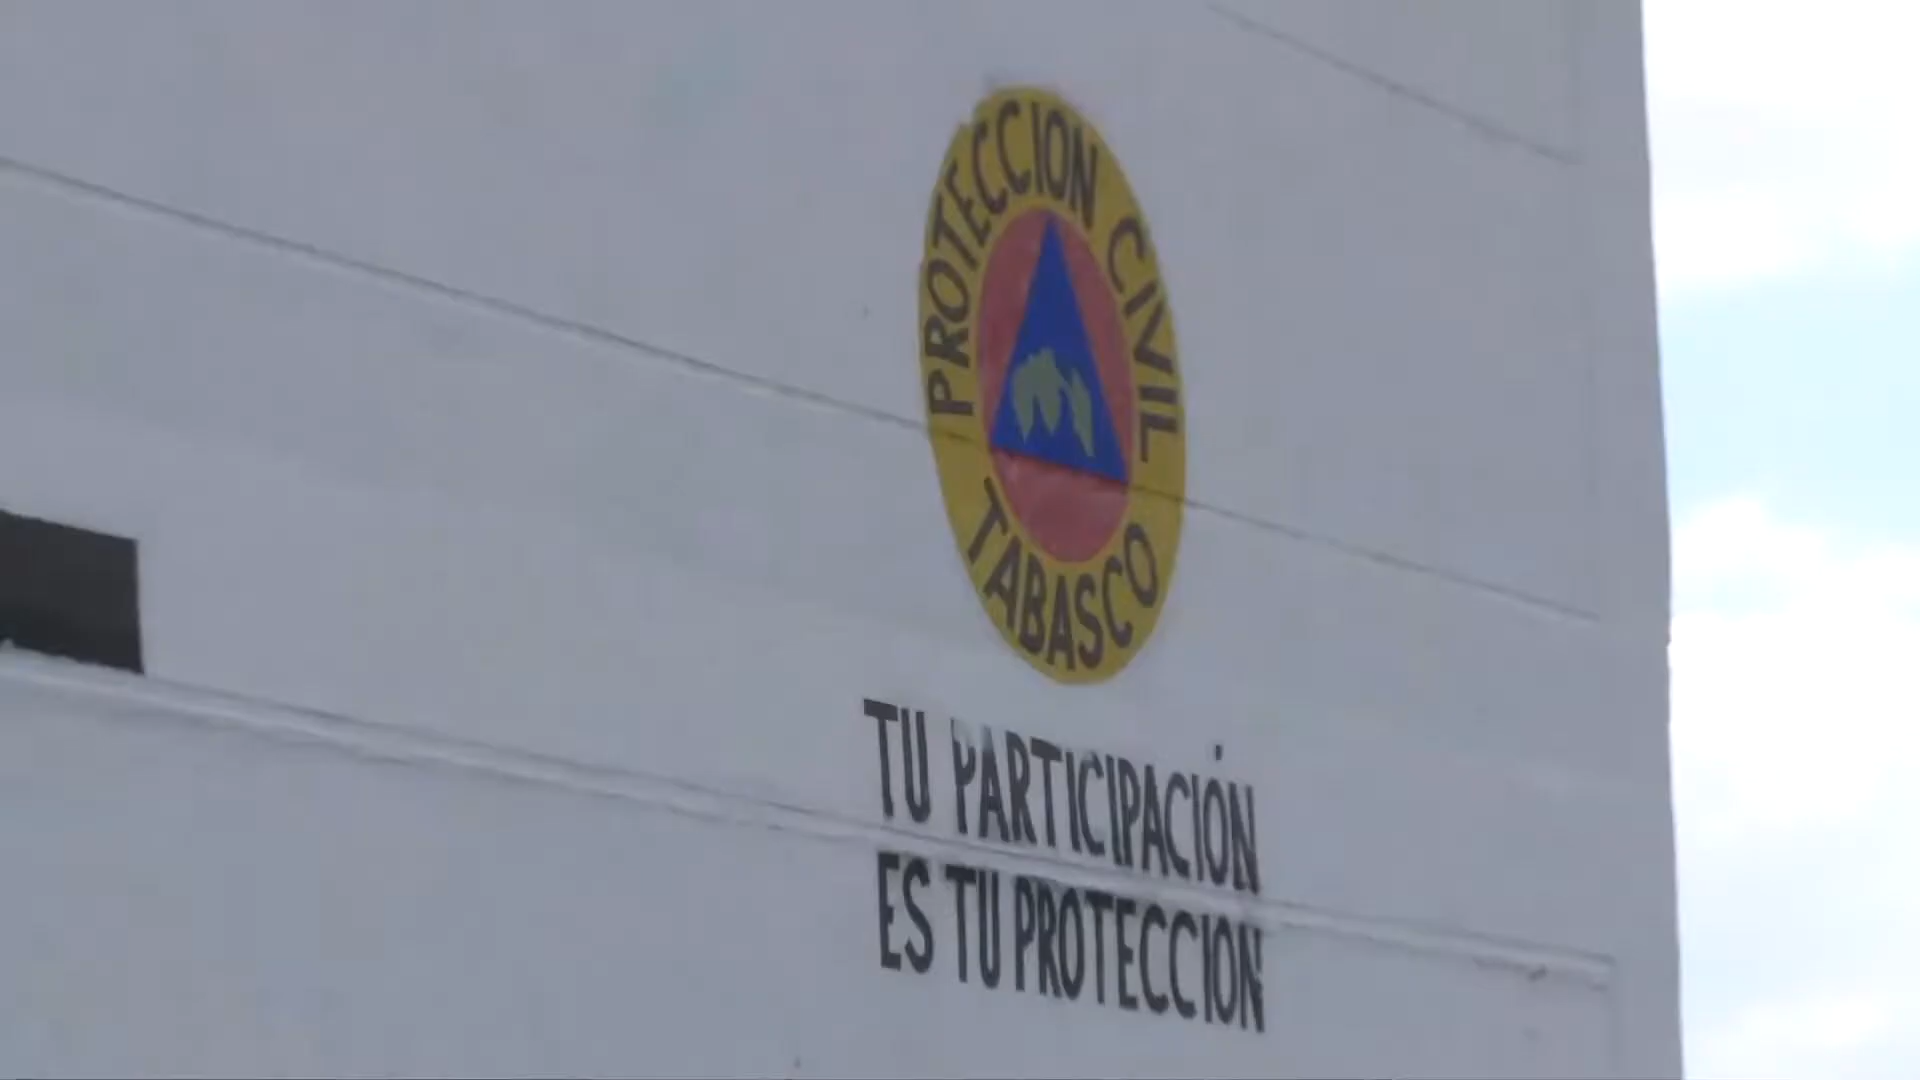 PROTECCION CIVIL
TABASCO
TU PARTICIPACIÓN
ES TU PROTECCION